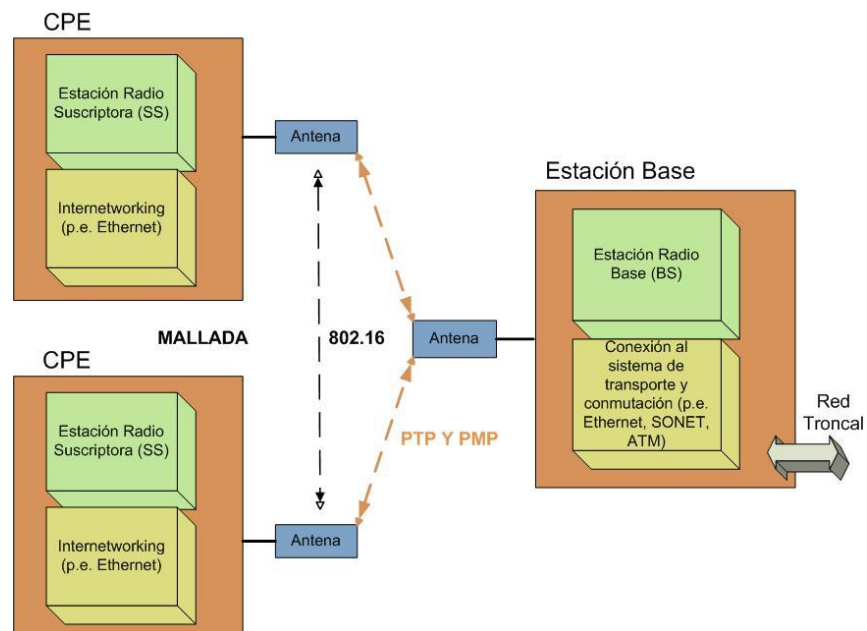 CPE
Estación Radio
Suscriptora (SS)
Internetworking
(p.e. Ethernet)
Antena
MALLADA
802.16
CPE
Estación Radio
Suscriptora (SS)
Internetworking
(p.e. Ethernet)
Antena
PTP Y PMP
Antena
Estación Base
Estación Radio
Base (BS)
Conexión al
sistema de
transporte y
conmutación (p.e.
Ethernet, SONET,
ATM)
Red
Troncal